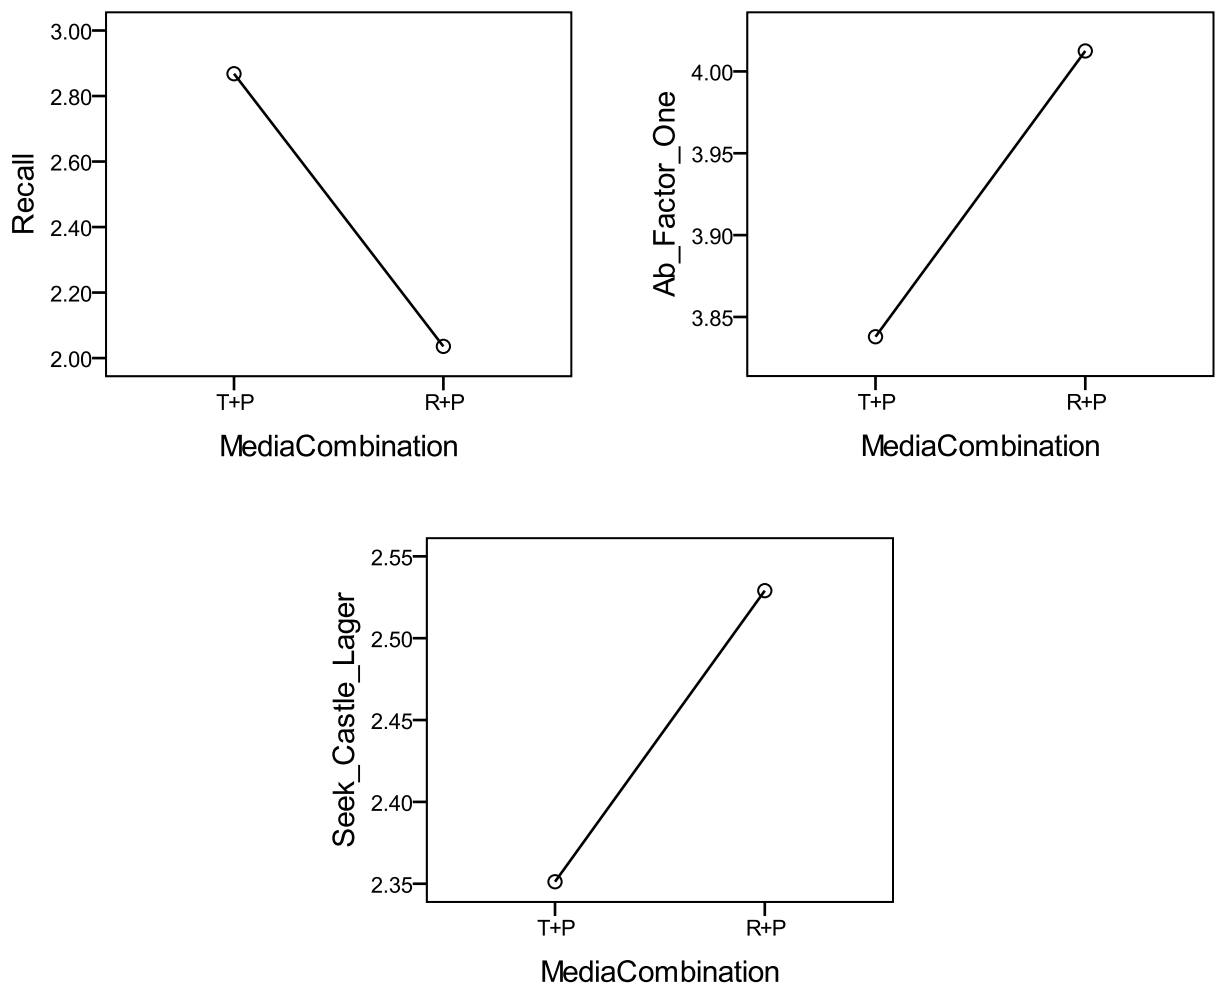 Recall
3.00
2.80
2.60
2.40
2.20
2.00
T+P
R+P
MediaCombination
Ab_Factor_One
4.00
3.95
3.90
3.85
T+P
R+P
MediaCombination
Seek_Castle_Lager
2.55
2.50
2.45
2.40
2.35
T+P
R+P
MediaCombination